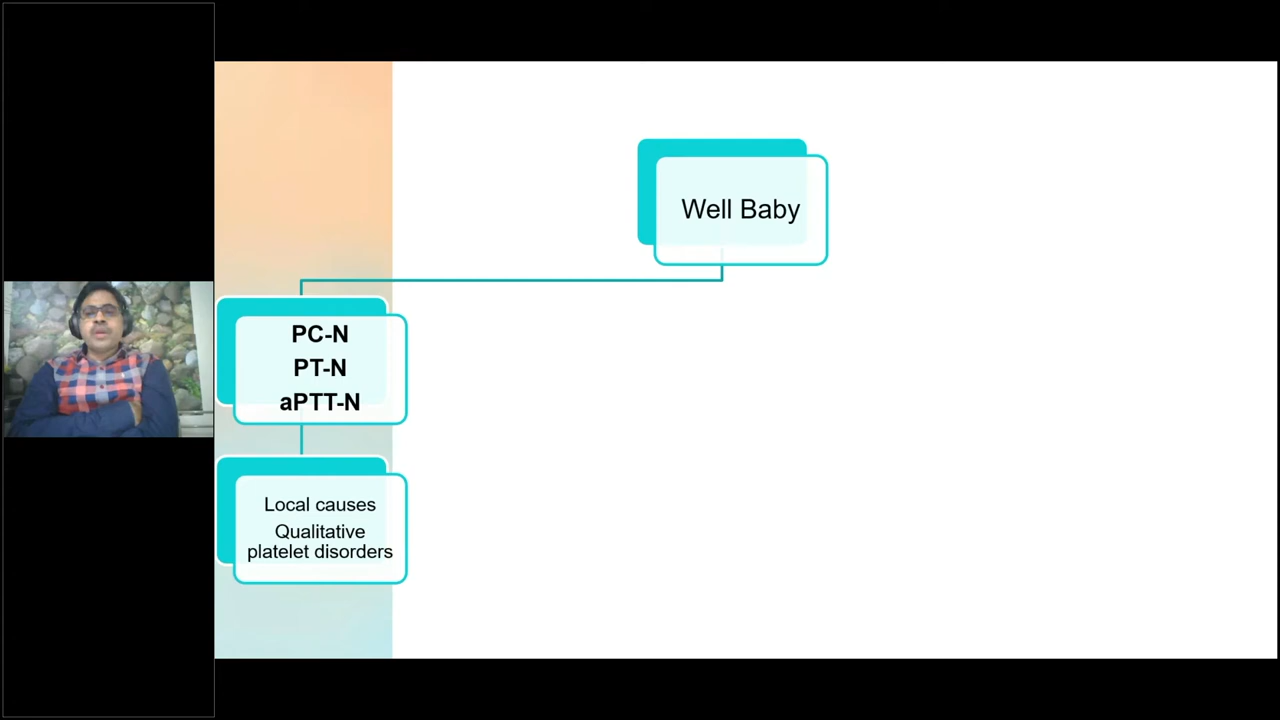 Well Baby
PC-N
PT-N
aPTT-N
Local causes
Qualitative
platelet disorders